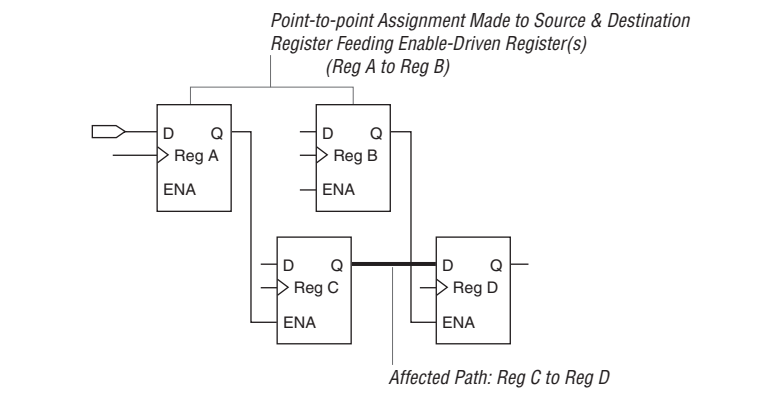 Point-to-point Assignment Made to Source & Destination
Register Feeding Enable-Driven Register(s)
(Reg A to Reg B)
D Q
Reg A
ENA
D Q
Reg B
ENA
D Q
Reg C
ENA
D Q
Reg D
ENA
Affected Path: Reg C to Reg D